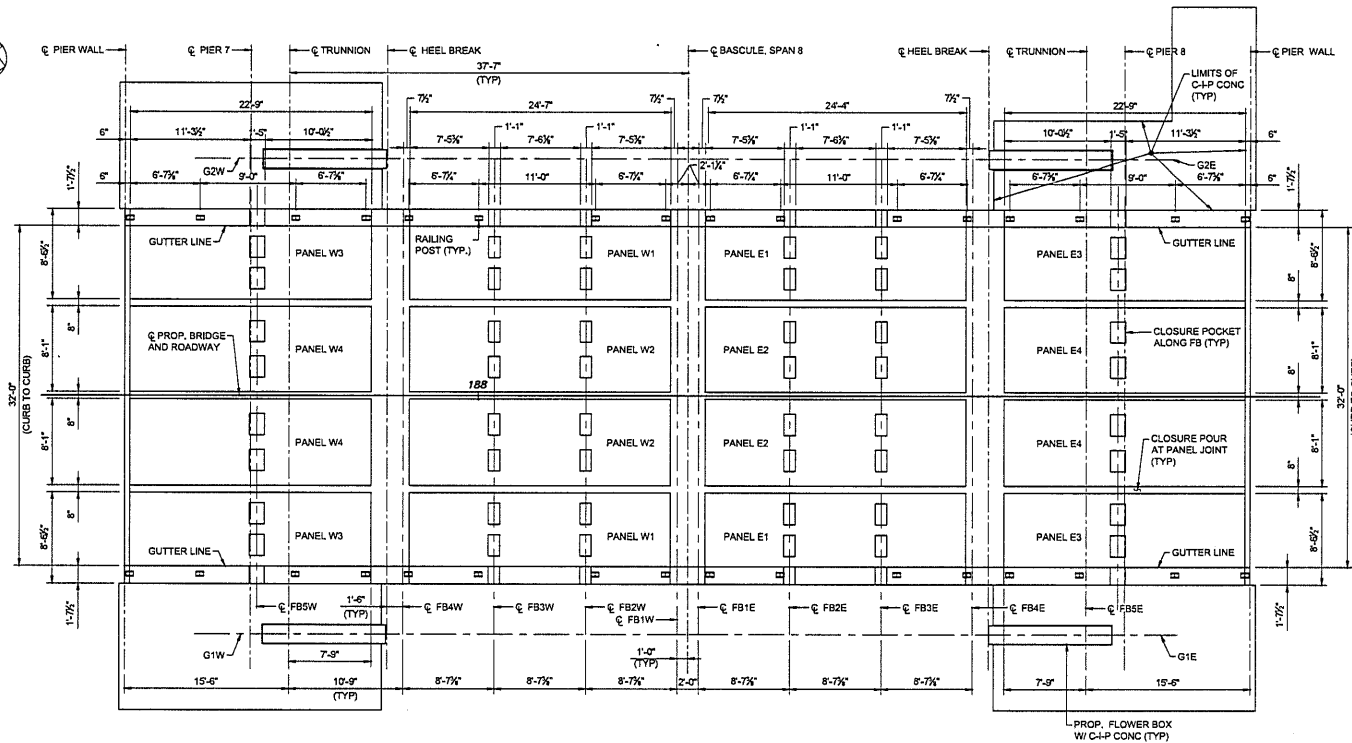 ℄ PIER WALL
℄ PIER 7
℄ TRUNNION
℄ HEEL BREAK
℄ BASCULE, SPAN 8
℄ HEEL BREAK
℄ TRUNNION
℄ PIER 8
℄ PIER WALL
37'-7"
(TYP)
LIMITS OF
C-I-P CONC
(TYP)
22'-9"
7½"
24'-7"
7½"
7½"
24'-4"
7½"
22'-9"
6"
11'-3½"
1'-5"
10'-0½"
7'-5⅜"
1'-1"
7'-6⅜"
1'-1"
7'-5⅜"
7'-5⅜"
1'-1"
7'-6⅜"
1'-1"
7'-5⅜"
10'-0½"
1'-5"
11'-3½"
6"
G2W
2'-1¼"
G2E
1'-7½"
6"
6'-7⅜"
9'-0"
6'-7⅜"
6'-7¼"
11'-0"
6'-7¼"
6'-7¼"
11'-0"
6'-7¼"
6'-7⅜"
9'-0"
6'-7⅜"
6"
1'-7½"
GUTTER LINE
RAILING
POST (TYP.)
GUTTER LINE
8'-6½"
PANEL W3
PANEL W1
PANEL E1
PANEL E3
8"
8'-6½"
8"
8'-1"
℄ PROP. BRIDGE
AND ROADWAY
PANEL W4
PANEL W2
PANEL E2
PANEL E4
CLOSURE POCKET
ALONG FB (TYP)
8"
8'-1"
8"
32'-0"
(CURB TO CURB)
188
32'-0"
8"
8'-1"
PANEL W4
PANEL W2
PANEL E2
PANEL E4
CLOSURE POUR
AT PANEL JOINT
(TYP)
8"
8'-1"
8"
8"
8'-6½"
PANEL W3
PANEL W1
PANEL E1
PANEL E3
8'-6½"
GUTTER LINE
GUTTER LINE
1'-7½"
℄ FB5W
1'-6"
(TYP)
℄ FB4W
℄ FB3W
℄ FB2W
℄ FB1W
℄ FB1E
℄ FB2E
℄ FB3E
℄ FB4E
℄ FB5E
1'-7½"
G1W
7'-9"
1'-0"
(TYP)
G1E
15'-6"
10'-9"
(TYP)
8'-7⅜"
8'-7⅜"
8'-7⅜"
2'-0"
8'-7⅜"
8'-7⅜"
8'-7⅜"
7'-9"
15'-6"
PROP. FLOWER BOX
W/ C-I-P CONC (TYP)